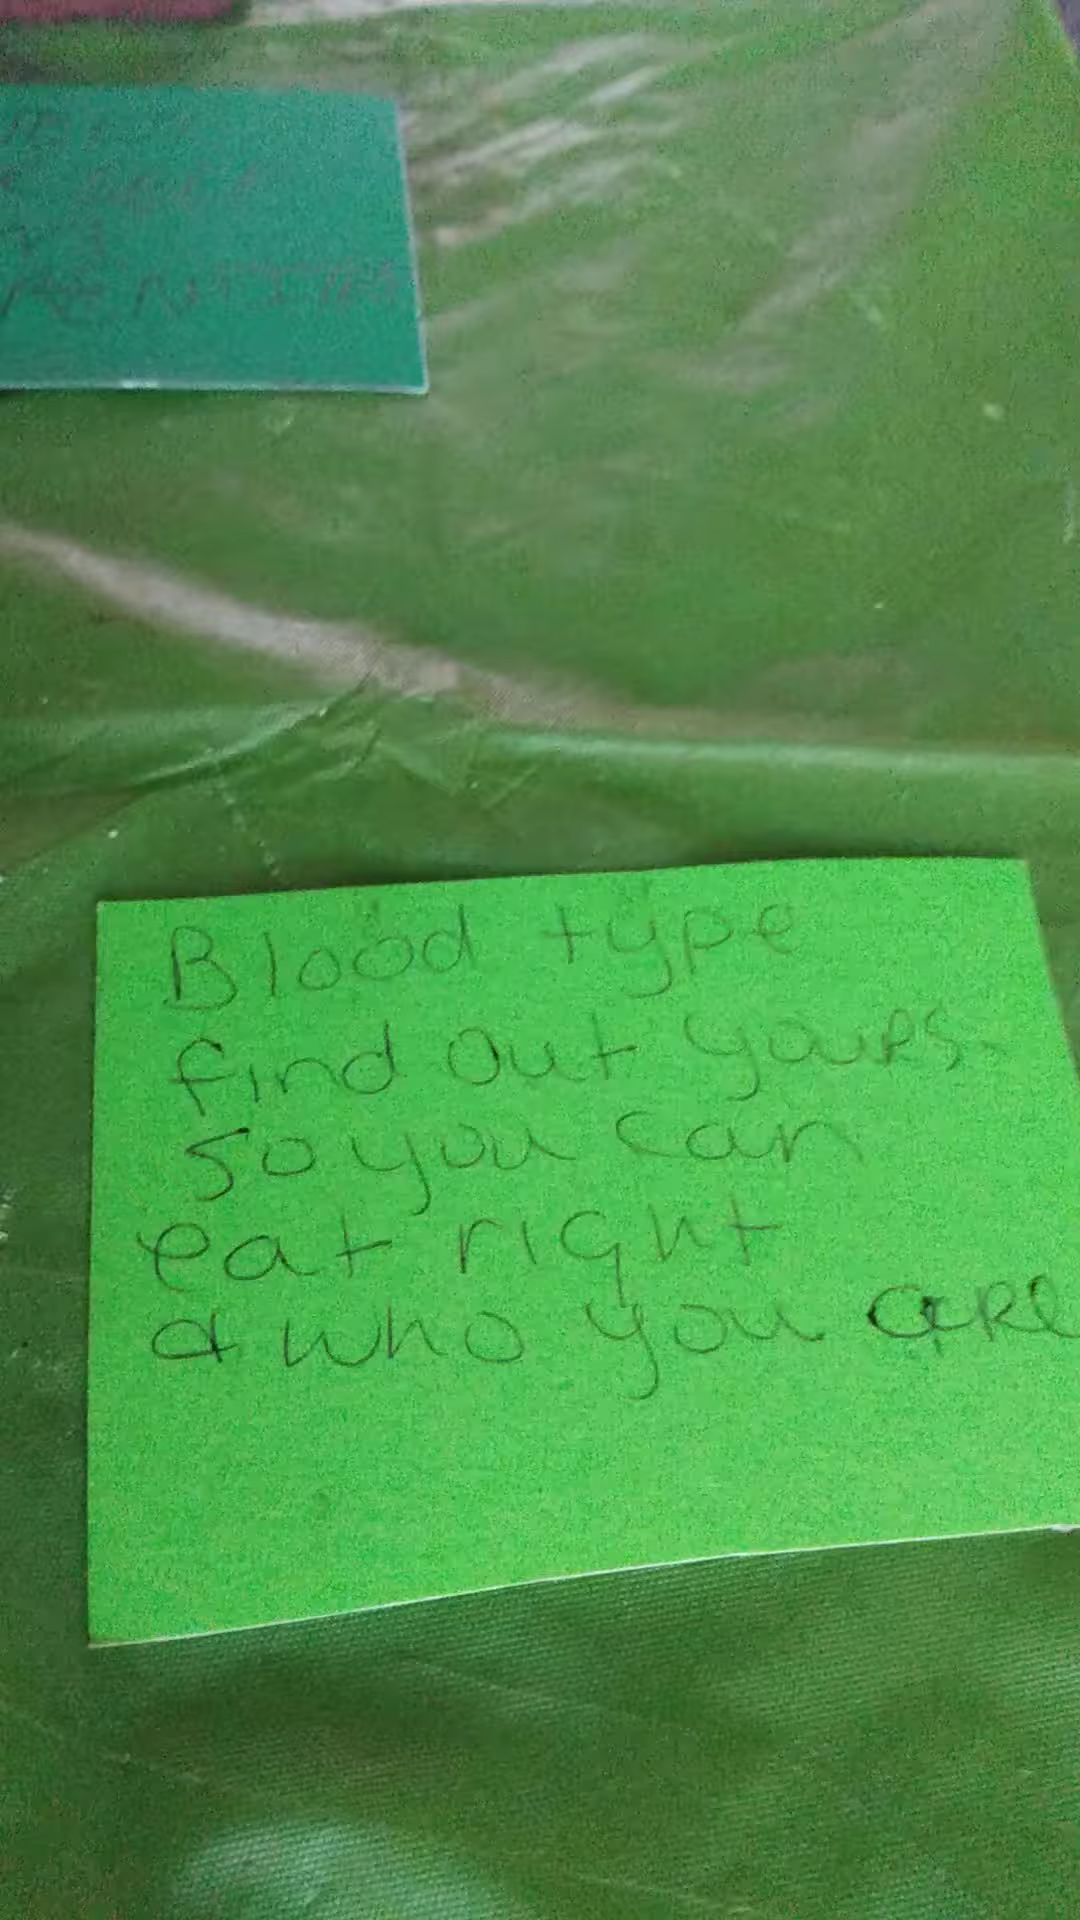 Blood type
find out yours
so you can
eat right
& who you are